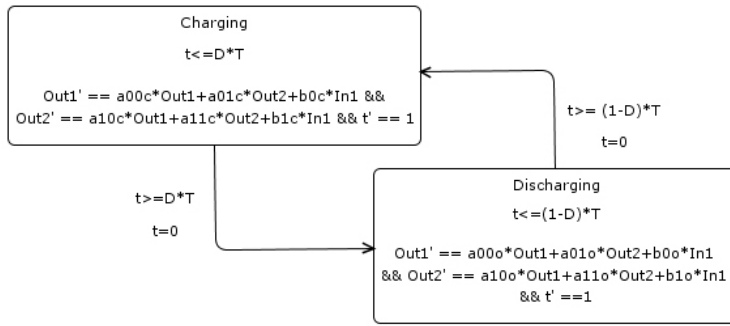 Charging
t<=D*T
Out1' == a00c*Out1+a01c*Out2+b0c*In1 &&
Out2' == a10c*Out1+a11c*Out2+b1c*In1 && t' == 1
t>= (1-D)*T
t=0
t>=D*T
t=0
Discharging
t<=(1-D)*T
Out1' == a00o*Out1+a01o*Out2+b0o*In1
&& Out2' == a10o*Out1+a11o*Out2+b1o*In1
&& t' ==1